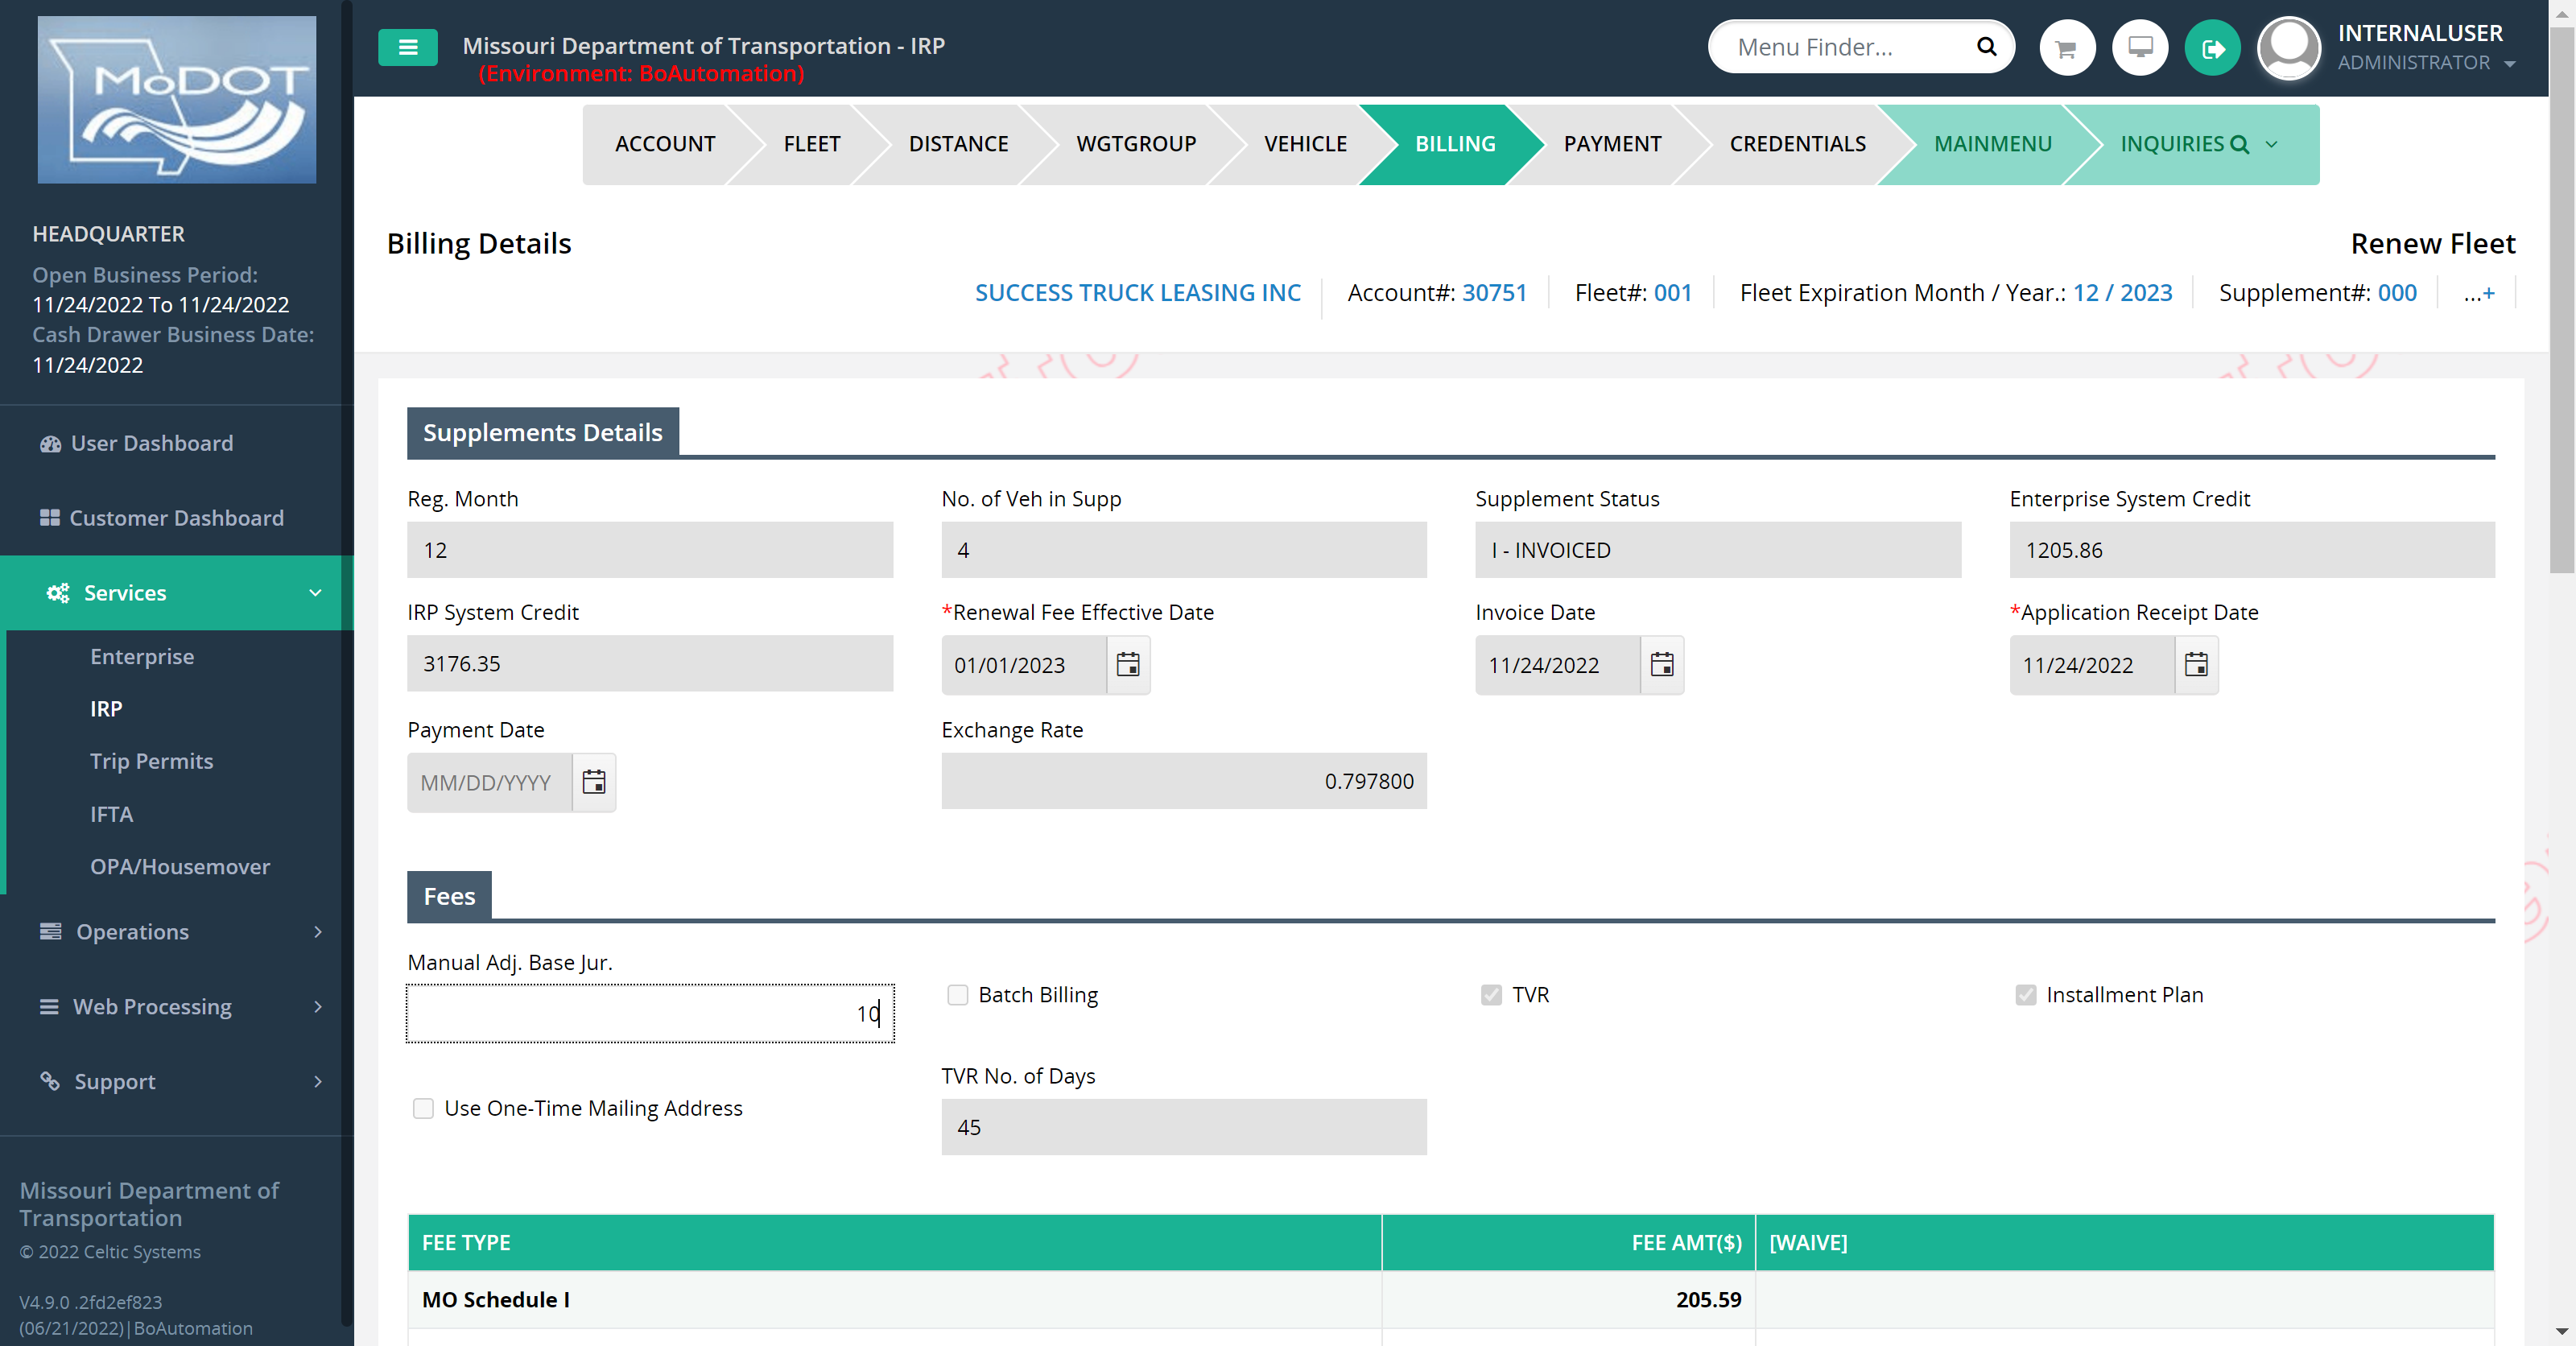 MoDOT
Missouri Department of Transportation - IRP
(Environment: BoAutomation)
Menu Finder...
INTERNALUSER
ADMINISTRATOR
ACCOUNT
FLEET
DISTANCE
WGTGROUP
VEHICLE
BILLING
PAYMENT
CREDENTIALS
MAINMENU
INQUIRIES
HEADQUARTER
Open Business Period:
11/24/2022 To 11/24/2022
Cash Drawer Business Date:
11/24/2022
User Dashboard
Customer Dashboard
Services
Enterprise
IRP
Trip Permits
IFTA
OPA/Housemover
Operations
Web Processing
Support
Missouri Department of
Transportation
© 2022 Celtic Systems
V4.9.0 .2fd2ef823
(06/21/2022)|BoAutomation
Billing Details
Renew Fleet
SUCCESS TRUCK LEASING INC
Account#: 30751
Fleet#: 001
Fleet Expiration Month / Year.: 12 / 2023
Supplement#: 000
...+
Supplements Details
Reg. Month
12
No. of Veh in Supp
4
Supplement Status
I - INVOICED
Enterprise System Credit
1205.86
IRP System Credit
3176.35
*Renewal Fee Effective Date
01/01/2023
Invoice Date
11/24/2022
*Application Receipt Date
11/24/2022
Payment Date
MM/DD/YYYY
Exchange Rate
0.797800
Fees
Manual Adj. Base Jur.
10
Batch Billing
TVR
Installment Plan
Use One-Time Mailing Address
TVR No. of Days
45
FEE TYPE
FEE AMT($)
[WAIVE]
MO Schedule I
205.59